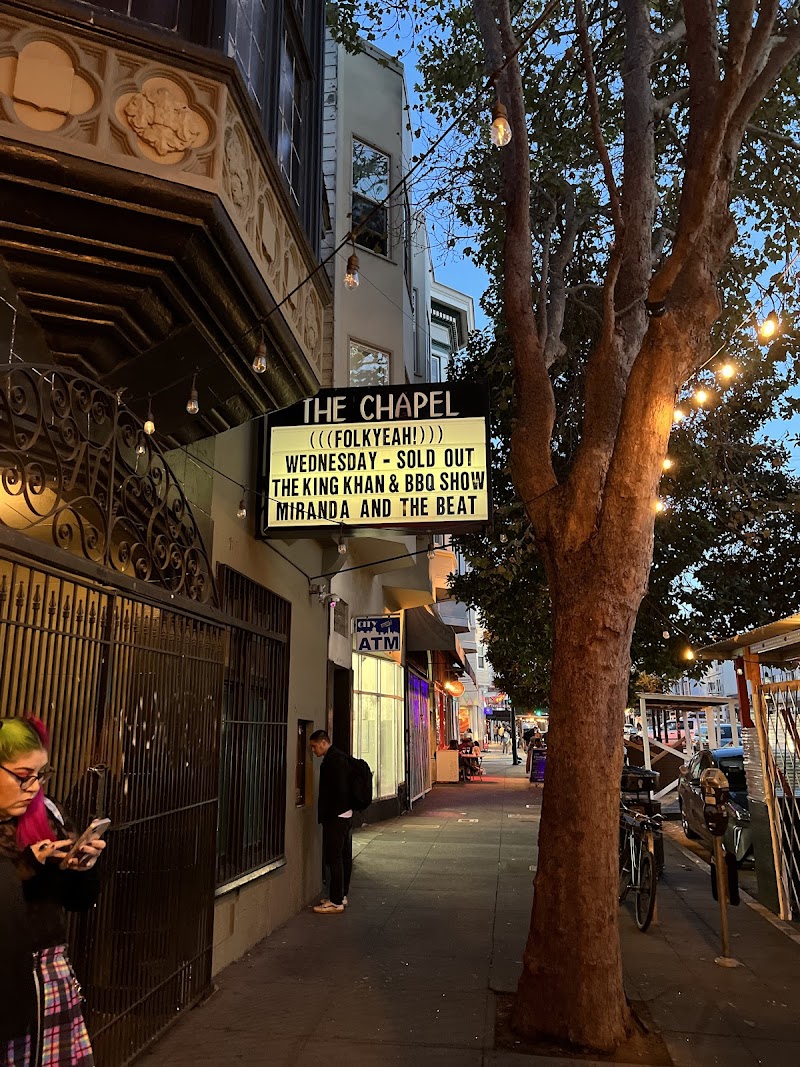 THE CHAPEL
(((FOLKYEAH!)))
WEDNESDAY - SOLD OUT
THE KING KHAN & BBQ SHOW
MIRANDA AND THE BEAT
ATM